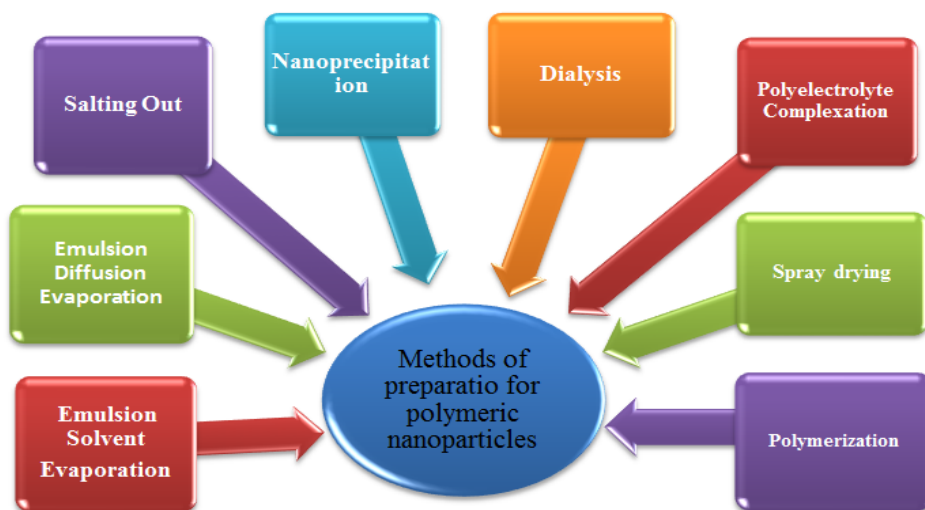 Salting Out
Nanoprecipitat
ion
Dialysis
Polyelectrolyte
Complexation
Emulsion
Diffusion
Evaporation
Spray drying
Emulsion
Solvent
Evaporation
Methods of
preparatio for
polymeric
nanoparticles
Polymerization